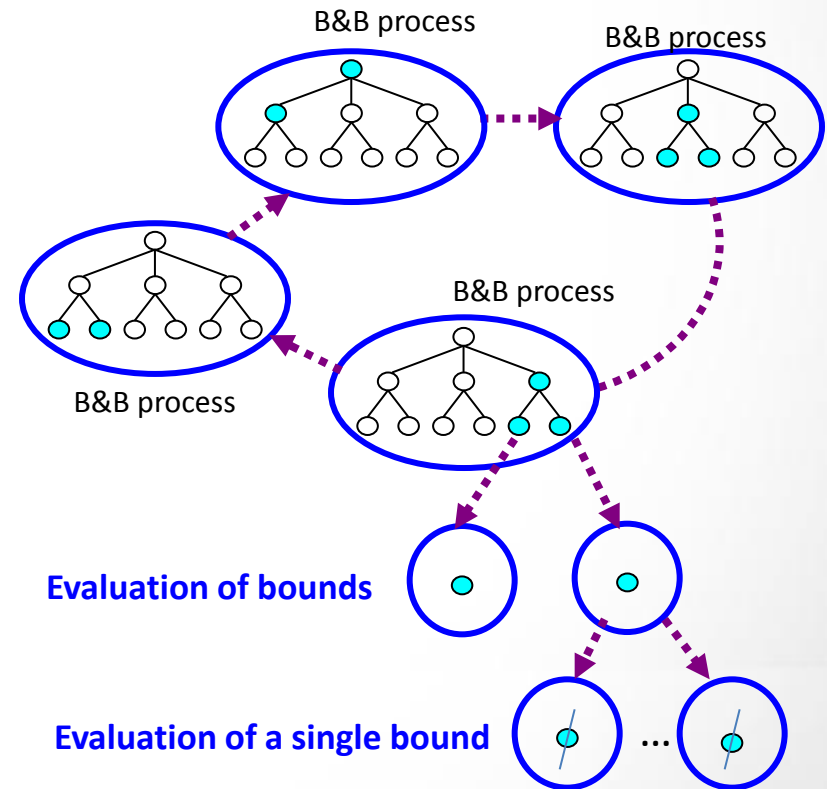 B&B process
B&B process
B&B process
B&B process
Evaluation of bounds
Evaluation of a single bound
...